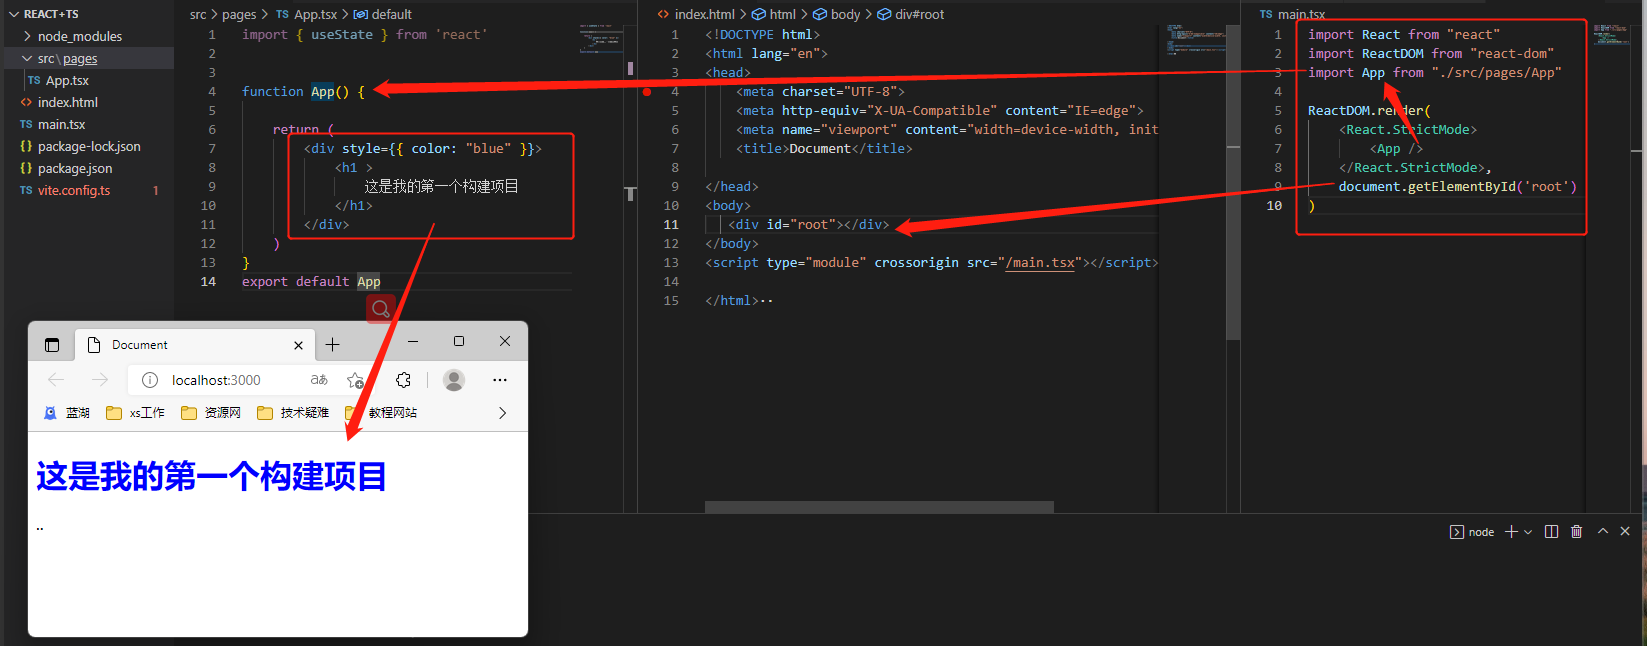 REACT+TS
node_modules
src\pages
TS App.tsx
<> index.html
TS main.tsx
{} package-lock.json
{} package.json
TS vite.config.ts 1
src > pages > TS App.tsx > default
1 import { useState } from 'react'
2
3
4 function App() {
5
6 return (
7 <div style={{ color: "blue" }}>
8 <h1 >
9 这是我的第一个构建项目
10 </h1>
11 </div>
12 )
13 }
14 export default App
<> index.html > html > body > div#root
1 <!DOCTYPE html>
2 <html lang="en">
3 <head>
4 <meta charset="UTF-8">
5 <meta http-equiv="X-UA-Compatible" content="IE=edge">
6 <meta name="viewport" content="width=device-width, init
7 <title>Document</title>
8
9 </head>
10 <body>
11 <div id="root"></div>
12 </body>
13 <script type="module" crossorigin src="/main.tsx"></script>
14
15 </html>..
TS main.tsx
1 import React from "react"
2 import ReactDOM from "react-dom"
3 import App from "./src/pages/App"
4
5 ReactDOM.render(
6 <React.StrictMode>
7 <App />
8 </React.StrictMode>,
9 document.getElementById('root')
10 )
Document
localhost:3000
aあ
蓝湖
xs工作
资源网
技术疑难
教程网站
这是我的第一个构建项目
..
node